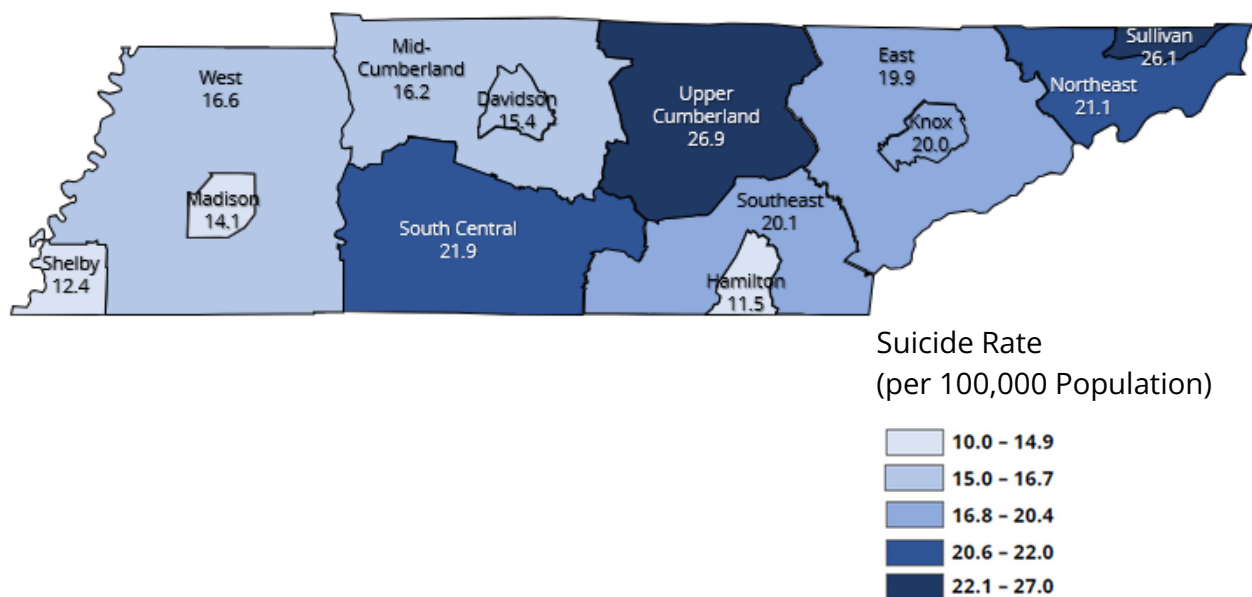 West
16.6
Madison
14.1
Shelby
12.4
Mid-
Cumberland
16.2
Davidson
15.4
South Central
21.9
Upper
Cumberland
26.9
Southeast
20.1
Hamilton
11.5
East
19.9
Knox
20.0
Northeast
21.1
Sullivan
26.1
Suicide Rate
(per 100,000 Population)
10.0 – 14.9
15.0 – 16.7
16.8 – 20.4
20.6 – 22.0
22.1 – 27.0